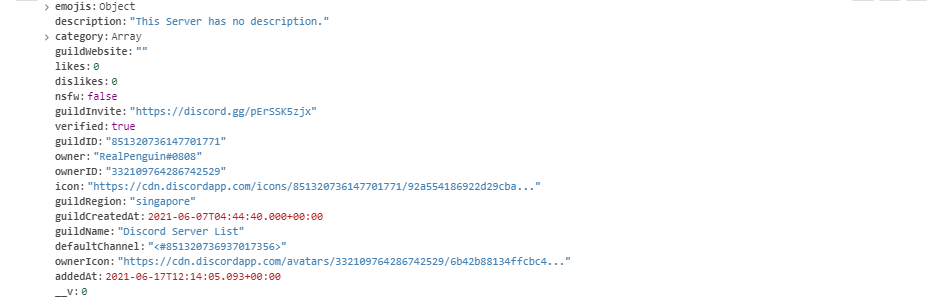 emojis: Object
description: "This Server has no description."
category: Array
guildWebsite: ""
likes: 0
dislikes: 0
nsfw: false
guildInvite: "https://discord.gg/pErSSK5zjx"
verified: true
guildID: "851320736147701771"
owner: "RealPenguin#0808"
ownerID: "332109764286742529"
icon: "https://cdn.discordapp.com/icons/851320736147701771/92a554186922d29cba..."
guildRegion: "singapore"
guildCreatedAt: 2021-06-07T04:44:40.000+00:00
guildName: "Discord Server List"
defaultChannel: "<#851320736937017356>"
ownerIcon: "https://cdn.discordapp.com/avatars/332109764286742529/6b42b88134ffcbc4..."
addedAt: 2021-06-17T12:14:05.093+00:00
__v: 0